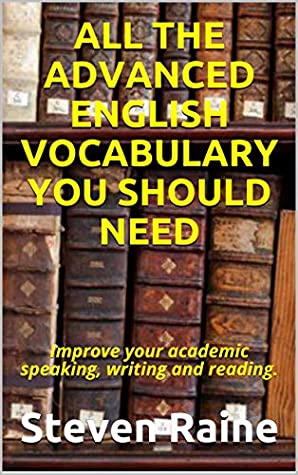 ALL THE
ADVANCED
ENGLISH
VOCABULARY
YOU SHOULD
NEED
Improve your academic
speaking, writing and reading.
Steven Raine